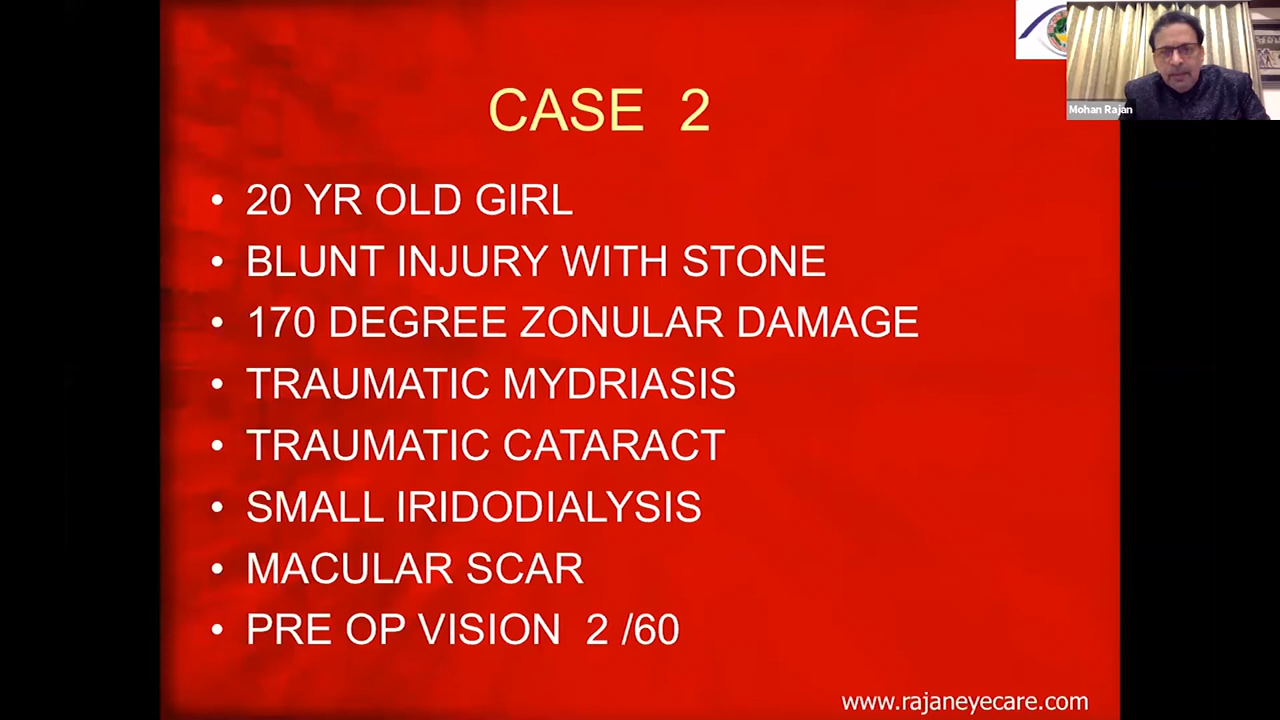 Mohan Rajan
CASE 2
• 20 YR OLD GIRL
• BLUNT INJURY WITH STONE
• 170 DEGREE ZONULAR DAMAGE
• TRAUMATIC MYDRIASIS
• TRAUMATIC CATARACT
• SMALL IRIDODIALYSIS
• MACULAR SCAR
• PRE OP VISION 2 /60
www.rajaneyecare.com